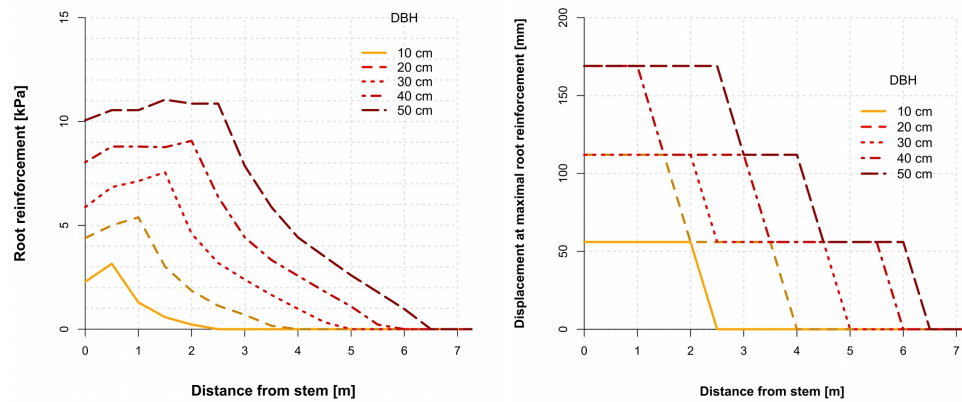 DBH
10 cm
20 cm
30 cm
40 cm
50 cm
Root reinforcement [kPa]
15
10
5
0
0 1 2 3 4 5 6 7
Distance from stem [m]
DBH
10 cm
20 cm
30 cm
40 cm
50 cm
Displacement at maximal root reinforcement [mm]
200
150
100
50
0
0 1 2 3 4 5 6 7
Distance from stem [m]